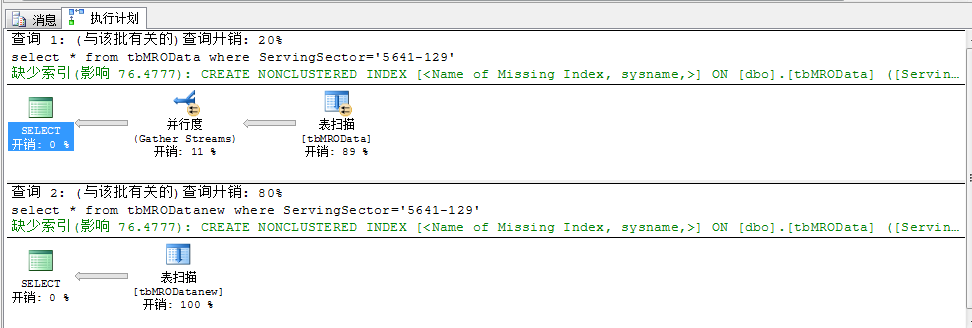 消息 执行计划
查询 1: (与该批有关的)查询开销: 20%
select * from tbMROData where ServingSector='5641-129'
缺少索引(影响 76.4777): CREATE NONCLUSTERED INDEX [<Name of Missing Index, sysname,>] ON [dbo].[tbMROData] ([Servin…
SELECT
开销: 0 %
并行度
(Gather Streams)
开销: 11 %
表扫描
[tbMROData]
开销: 89 %
查询 2: (与该批有关的)查询开销: 80%
select * from tbMRODatanew where ServingSector='5641-129'
缺少索引(影响 76.4777): CREATE NONCLUSTERED INDEX [<Name of Missing Index, sysname,>] ON [dbo].[tbMROData] ([Servin…
SELECT
开销: 0 %
表扫描
[tbMRODatanew]
开销: 100 %